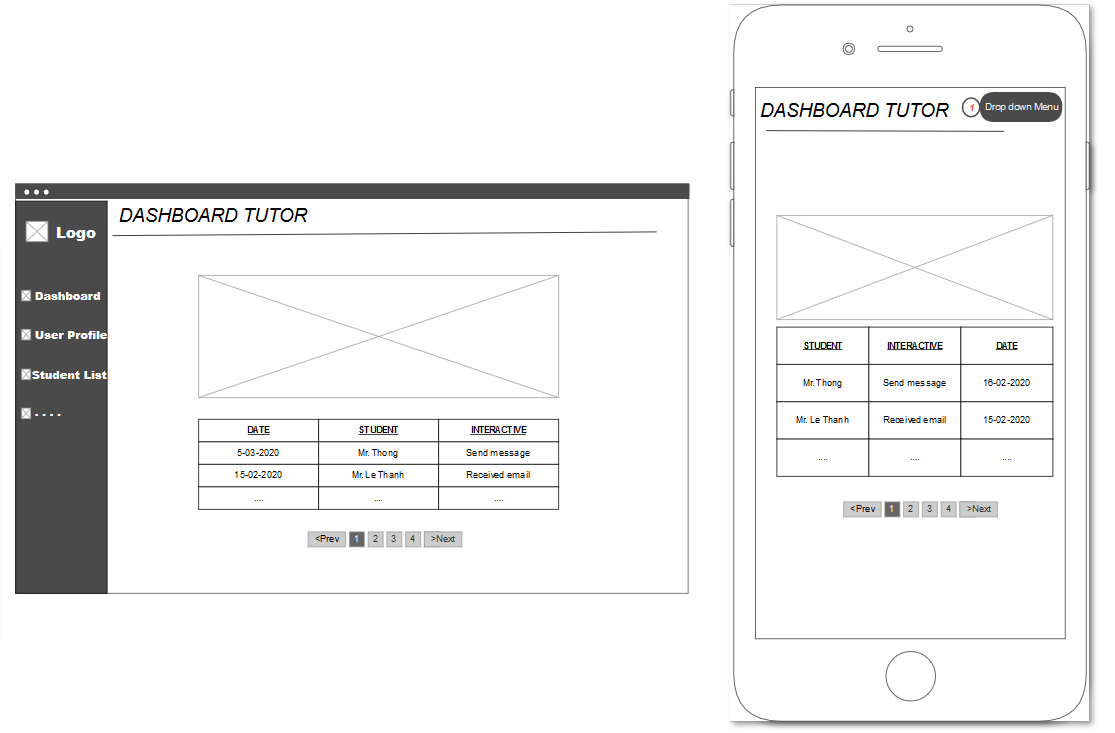 DASHBOARD TUTOR
Logo
Dashboard
User Profile
Student List
- - - -
DATE STUDENT INTERACTIVE
5-03-2020 Mr. Thong Send message
15-02-2020 Mr. Le Thanh Received email
.... .... ....
<Prev 1 2 3 4 >Next
DASHBOARD TUTOR 1 Drop down Menu
STUDENT INTERACTIVE DATE
Mr. Thong Send message 16-02-2020
Mr. Le Thanh Received email 15-02-2020
.... .... ....
<Prev 1 2 3 4 >Next